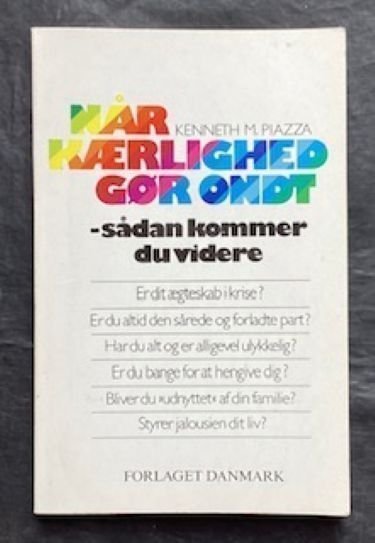 NÅR
KENNETH M. PIAZZA
KÆRLIGHED
GØR ONDT
-sådan kommer
du videre
Er dit ægteskab i krise?
Er du altid den sårede og forladte part?
Har du alt og er alligevel ulykkelig?
Er du bange for at hengive dig?
Bliver du »udnyttet« af din familie?
Styrer jalousien dit liv?
FORLAGET DANMARK